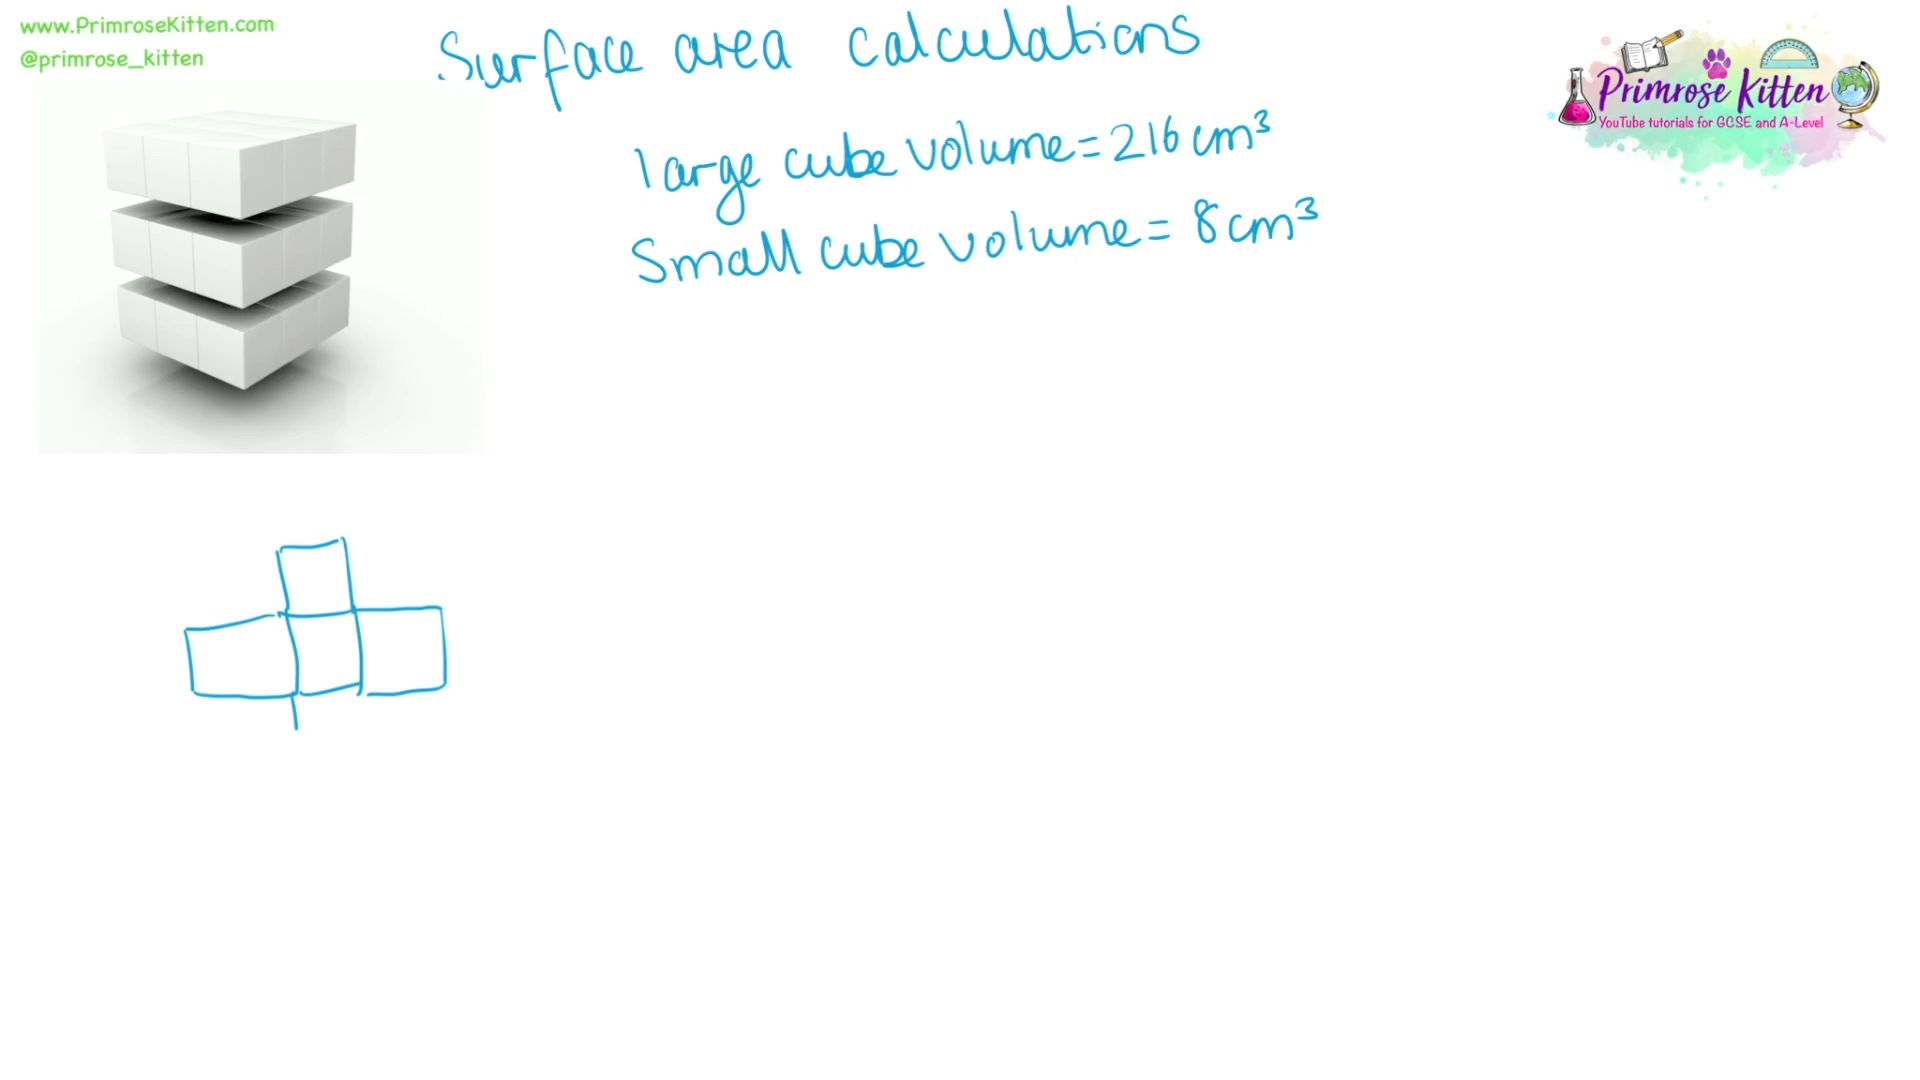 www.PrimroseKitten.com
@primrose_kitten
Surface area calculations
Primrose Kitten
YouTube tutorials for GCSE and A-Level
large cube volume = 216 cm³
Small cube volume = 8 cm³